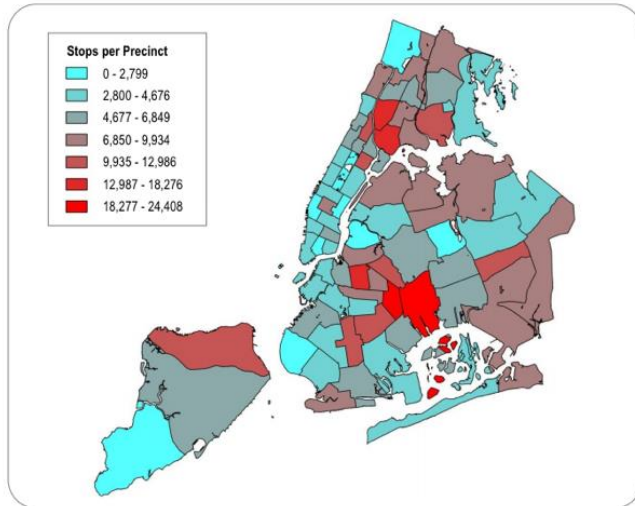 Stops per Precinct
0 - 2,799
2,800 - 4,676
4,677 - 6,849
6,850 - 9,934
9,935 - 12,986
12,987 - 18,276
18,277 - 24,408